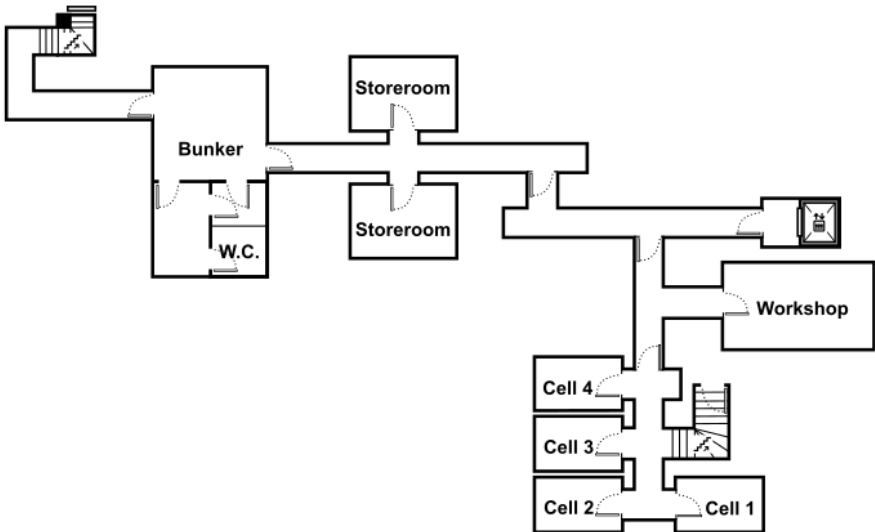 Storeroom
Bunker
Storeroom
W.C.
Workshop
Cell 4
Cell 3
Cell 2
Cell 1